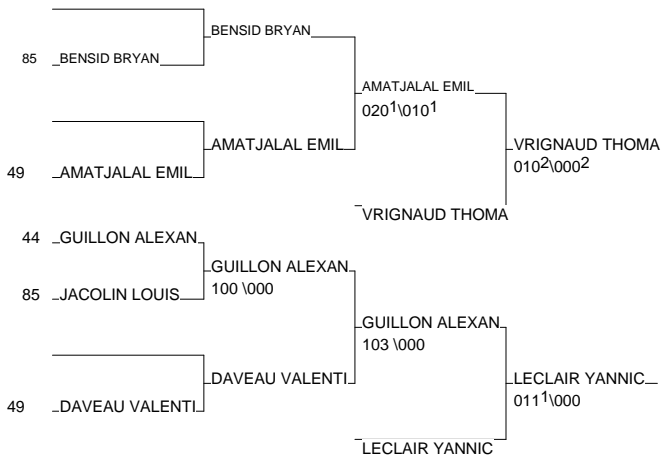 BENSID BRYAN
85 BENSID BRYAN
AMATJALAL EMIL
020¹\010¹
AMATJALAL EMIL
VRIGNAUD THOMA
010²\000²
49 AMATJALAL EMIL
VRIGNAUD THOMA
44 GUILLON ALEXAN
GUILLON ALEXAN
100 \000
85 JACOLIN LOUIS
GUILLON ALEXAN
103 \000
DAVEAU VALENTI
LECLAIR YANNIC
011¹\000
49 DAVEAU VALENTI
LECLAIR YANNIC